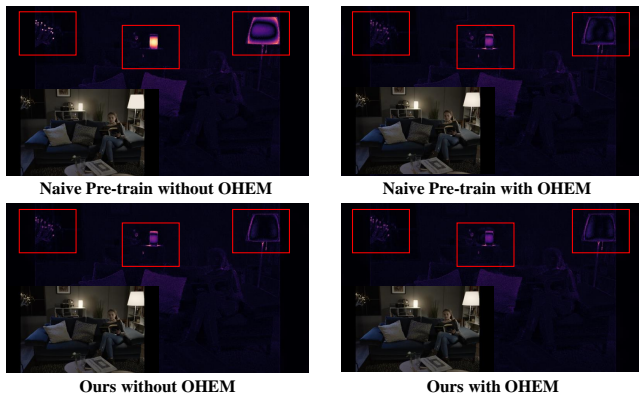 Naive Pre-train without OHEM
Naive Pre-train with OHEM
Ours without OHEM
Ours with OHEM